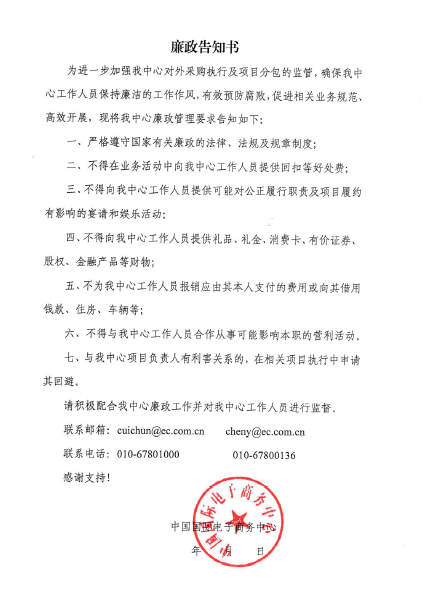 廉政告知书
为进一步加强我中心对外采购执行及项目分包的监管，确保我中
心工作人员保持廉洁的工作作风，有效预防腐败，促进相关业务规范、
高效开展，现将我中心廉政管理要求告知如下：
一、严格遵守国家有关廉政的法律、法规及规章制度；
二、不得在业务活动中向我中心工作人员提供回扣等好处费；
三、不得向我中心工作人员提供可能对公正履行职责及项目履约
有影响的宴请和娱乐活动；
四、不得向我中心工作人员提供礼品、礼金、消费卡、有价证券、
股权、金融产品等财物；
五、不为我中心工作人员报销应由其本人支付的费用或向其借用
钱款、住房、车辆等；
六、不得与我中心工作人员合作从事可能影响本职的营利活动。
七、与我中心项目负责人有利害关系的，在相关项目执行中申请
其回避。
请积极配合我中心廉政工作并对我中心工作人员进行监督。
联系邮箱：cuichun@ec.com.cn cheny@ec.com.cn
联系电话：010-67801000 010-67800136
感谢支持！
中国国际电子商务中心
中国国际电子商务中心
年 月 日